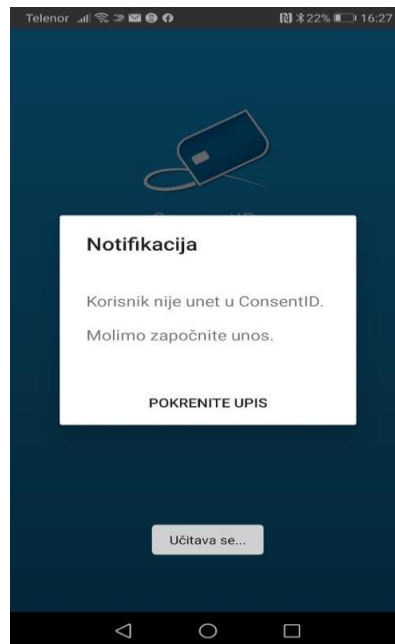 Telenor 22% 16:27
Notifikacija
Korisnik nije unet u ConsentID.
Molimo započnite unos.
POKRENITE UPIS
Učitava se...